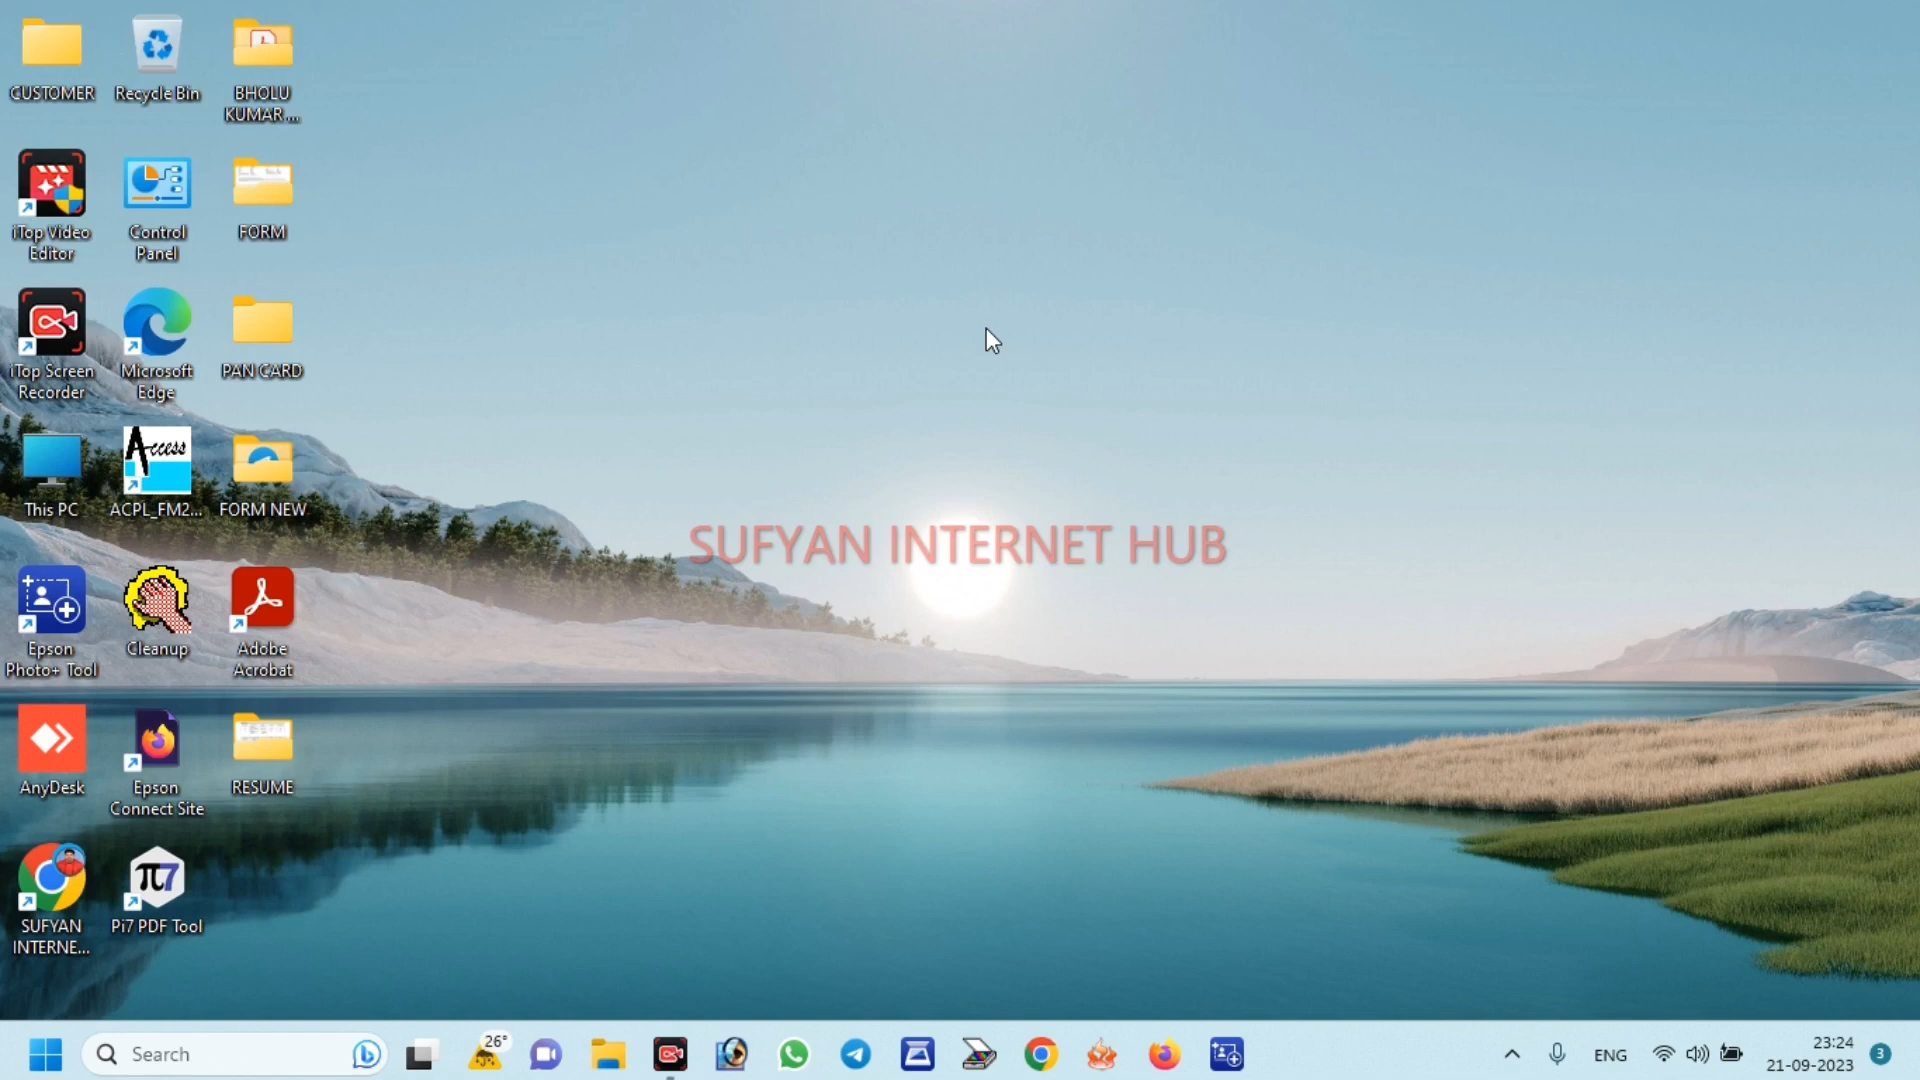 CUSTOMER
Recycle Bin
BHOLU
KUMAR ...
iTop Video
Editor
Control
Panel
FORM
iTop Screen
Recorder
Microsoft
Edge
PAN CARD
This PC
Access
ACPL_FM2...
FORM NEW
SUFYAN INTERNET HUB
Epson
Photo+ Tool
Cleanup
Adobe
Acrobat
AnyDesk
Epson
Connect Site
RESUME
SUFYAN
INTERNE...
π7
Pi7 PDF Tool
Search
26°
ENG
23:24
21-09-2023
3